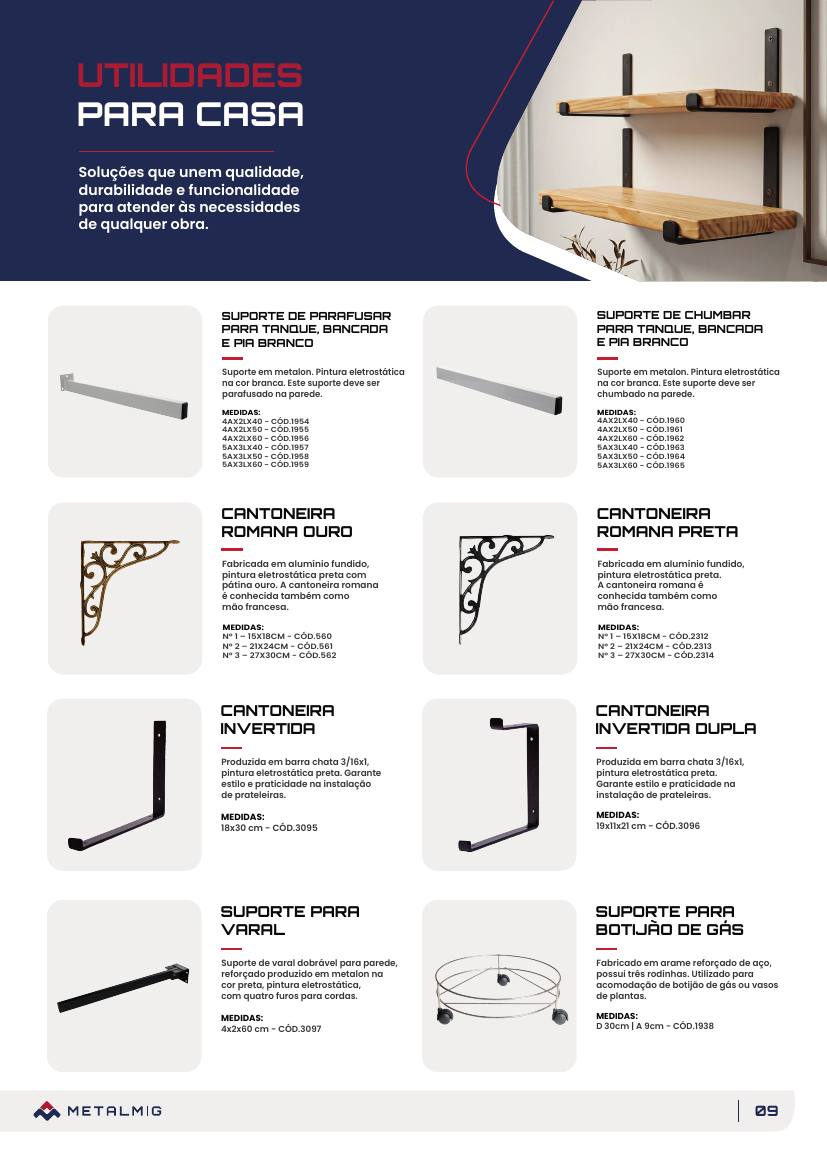 UTILIDADES
PARA CASA
Soluções que unem qualidade,
durabilidade e funcionalidade
para atender às necessidades
de qualquer obra.
SUPORTE DE PARAFUSAR
PARA TANQUE, BANCADA
E PIA BRANCO
Suporte em metalon. Pintura eletrostática
na cor branca. Este suporte deve ser
parafusado na parede.
MEDIDAS:
4AX2LX40 - CÓD.1954
4AX2LX50 - CÓD.1955
4AX2LX60 - CÓD.1956
5AX3LX40 - CÓD.1957
5AX3LX50 - CÓD.1958
5AX3LX60 - CÓD.1959
SUPORTE DE CHUMBAR
PARA TANQUE, BANCADA
E PIA BRANCO
Suporte em metalon. Pintura eletrostática
na cor branca. Este suporte deve ser
chumbado na parede.
MEDIDAS:
4AX2LX40 - CÓD.1960
4AX2LX50 - CÓD.1961
4AX2LX60 - CÓD.1962
5AX3LX40 - CÓD.1963
5AX3LX50 - CÓD.1964
5AX3LX60 - CÓD.1965
CANTONEIRA
ROMANA OURO
Fabricada em alumínio fundido,
pintura eletrostática preta com
pátina ouro. A cantoneira romana
é conhecida também como
mão francesa.
MEDIDAS:
Nº 1 – 15X18CM - CÓD.560
Nº 2 – 21X24CM - CÓD.561
Nº 3 – 27X30CM - CÓD.562
CANTONEIRA
ROMANA PRETA
Fabricada em alumínio fundido,
pintura eletrostática preta.
A cantoneira romana é
conhecida também como
mão francesa.
MEDIDAS:
Nº 1 – 15X18CM - CÓD.2312
Nº 2 – 21X24CM - CÓD.2313
Nº 3 – 27X30CM - CÓD.2314
CANTONEIRA
INVERTIDA
Produzida em barra chata 3/16x1,
pintura eletrostática preta. Garante
estilo e praticidade na instalação
de prateleiras.
MEDIDAS:
18x30 cm - CÓD.3095
CANTONEIRA
INVERTIDA DUPLA
Produzida em barra chata 3/16x1,
pintura eletrostática preta.
Garante estilo e praticidade na
instalação de prateleiras.
MEDIDAS:
19x11x21 cm - CÓD.3096
SUPORTE PARA
VARAL
Suporte de varal dobrável para parede,
reforçado produzido em metalon na
cor preta, pintura eletrostática,
com quatro furos para cordas.
MEDIDAS:
4x2x60 cm - CÓD.3097
SUPORTE PARA
BOTIJÃO DE GÁS
Fabricado em arame reforçado de aço,
possui três rodinhas. Utilizado para
acomodação de botijão de gás ou vasos
de plantas.
MEDIDAS:
D 30cm | A 9cm - CÓD.1938
METALMIG
09